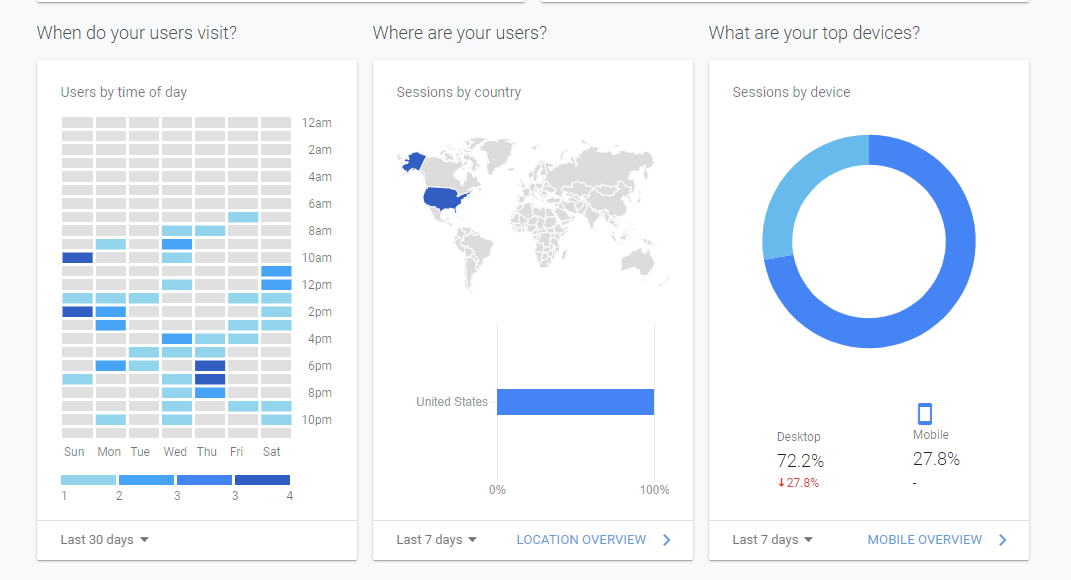 When do your users visit?
Where are your users?
What are your top devices?
Users by time of day
12am
2am
4am
6am
8am
10am
12pm
2pm
4pm
6pm
8pm
10pm
Sun Mon Tue Wed Thu Fri Sat
1 2 3 3 4
Last 30 days
Sessions by country
United States
0% 100%
Last 7 days LOCATION OVERVIEW
Sessions by device
Desktop
72.2%
27.8%
Mobile
27.8%
-
Last 7 days MOBILE OVERVIEW